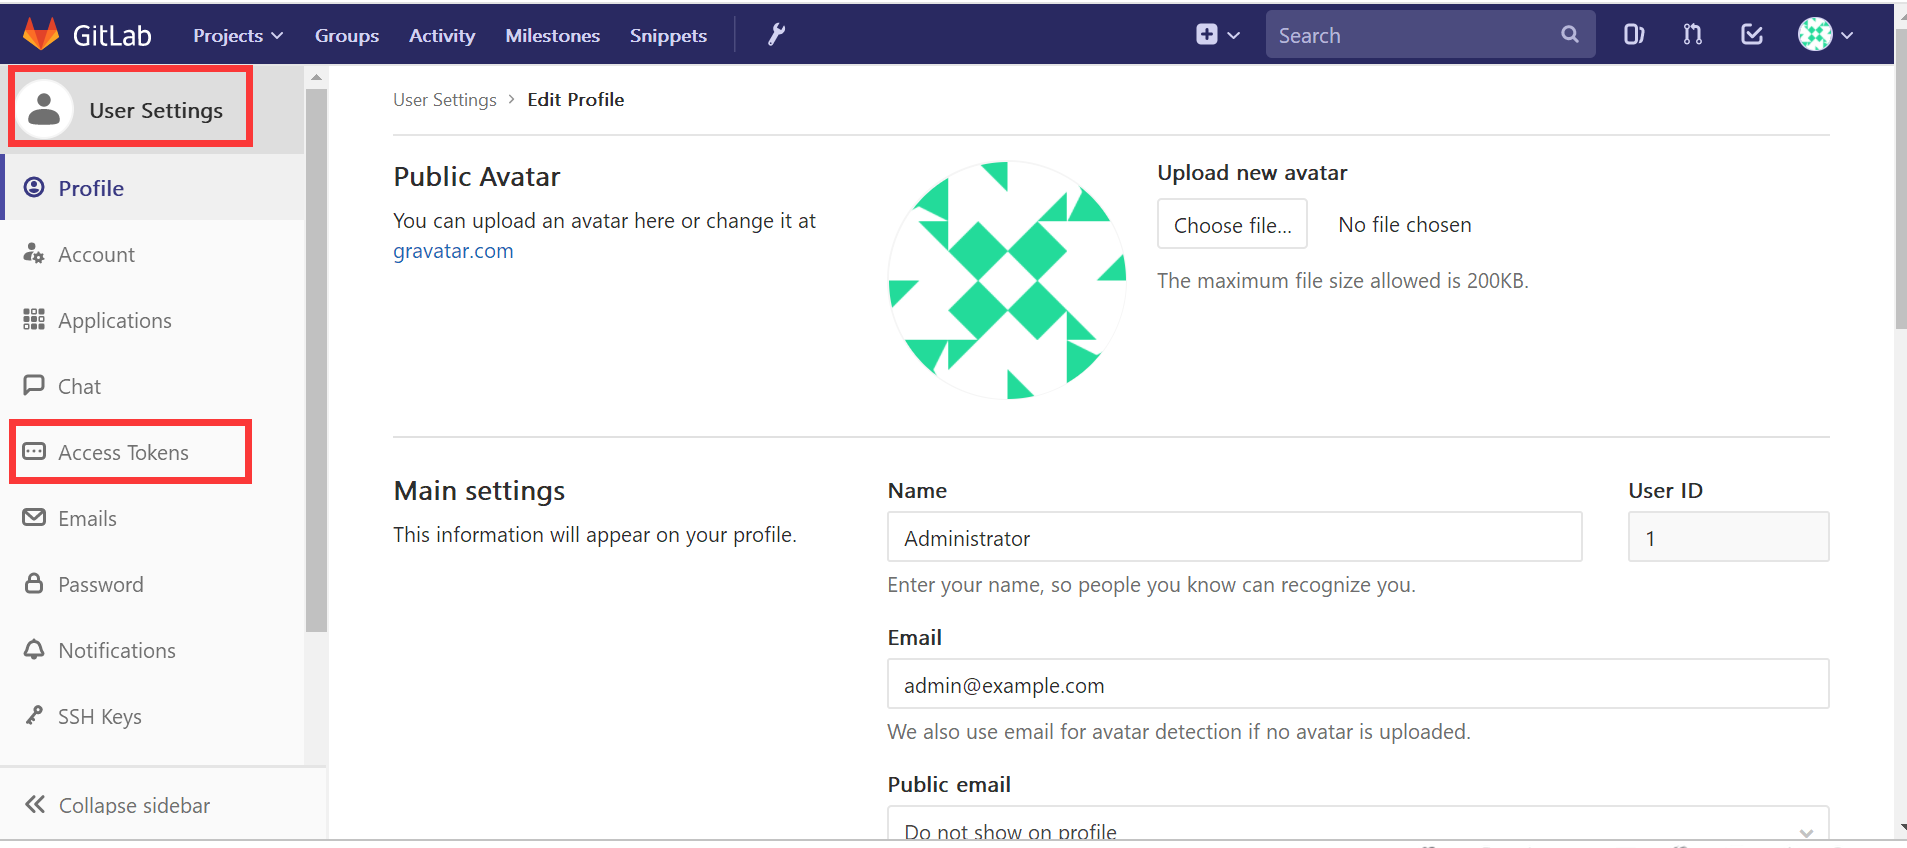 GitLab Projects Groups Activity Milestones Snippets Search
User Settings
Profile
Account
Applications
Chat
Access Tokens
Emails
Password
Notifications
SSH Keys
Collapse sidebar
User Settings > Edit Profile
Public Avatar
You can upload an avatar here or change it at
gravatar.com
Upload new avatar
Choose file... No file chosen
The maximum file size allowed is 200KB.
Main settings
This information will appear on your profile.
Name
Administrator
Enter your name, so people you know can recognize you.
User ID
1
Email
admin@example.com
We also use email for avatar detection if no avatar is uploaded.
Public email
Do not show on profile